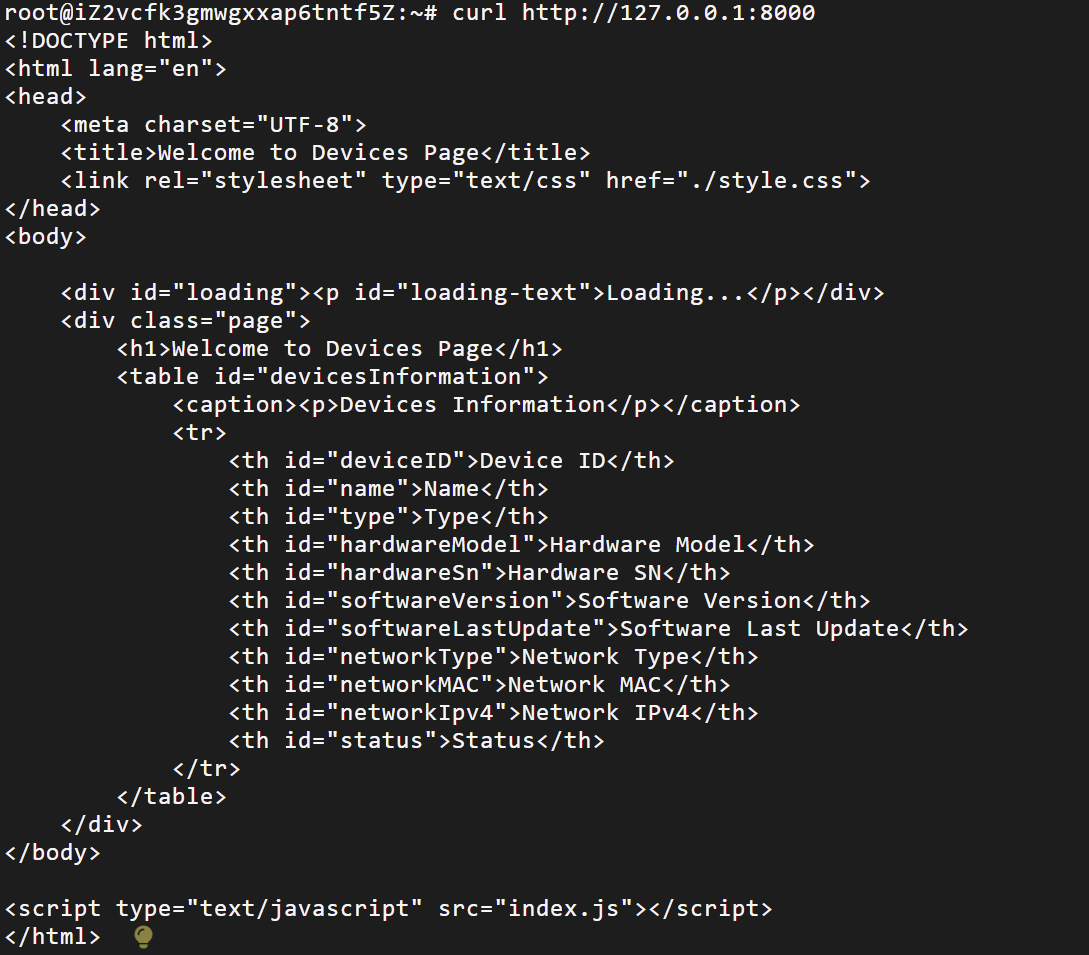 root@iZ2vcfk3gmwgxxap6tntf5Z:~# curl http://127.0.0.1:8000
<!DOCTYPE html>
<html lang="en">
<head>
    <meta charset="UTF-8">
    <title>Welcome to Devices Page</title>
    <link rel="stylesheet" type="text/css" href="./style.css">
</head>
<body>

    <div id="loading"><p id="loading-text">Loading...</p></div>
    <div class="page">
        <h1>Welcome to Devices Page</h1>
        <table id="devicesInformation">
            <caption><p>Devices Information</p></caption>
            <tr>
                <th id="deviceID">Device ID</th>
                <th id="name">Name</th>
                <th id="type">Type</th>
                <th id="hardwareModel">Hardware Model</th>
                <th id="hardwareSn">Hardware SN</th>
                <th id="softwareVersion">Software Version</th>
                <th id="softwareLastUpdate">Software Last Update</th>
                <th id="networkType">Network Type</th>
                <th id="networkMAC">Network MAC</th>
                <th id="networkIpv4">Network IPv4</th>
                <th id="status">Status</th>
            </tr>
        </table>
    </div>
</body>

<script type="text/javascript" src="index.js"></script>
</html>